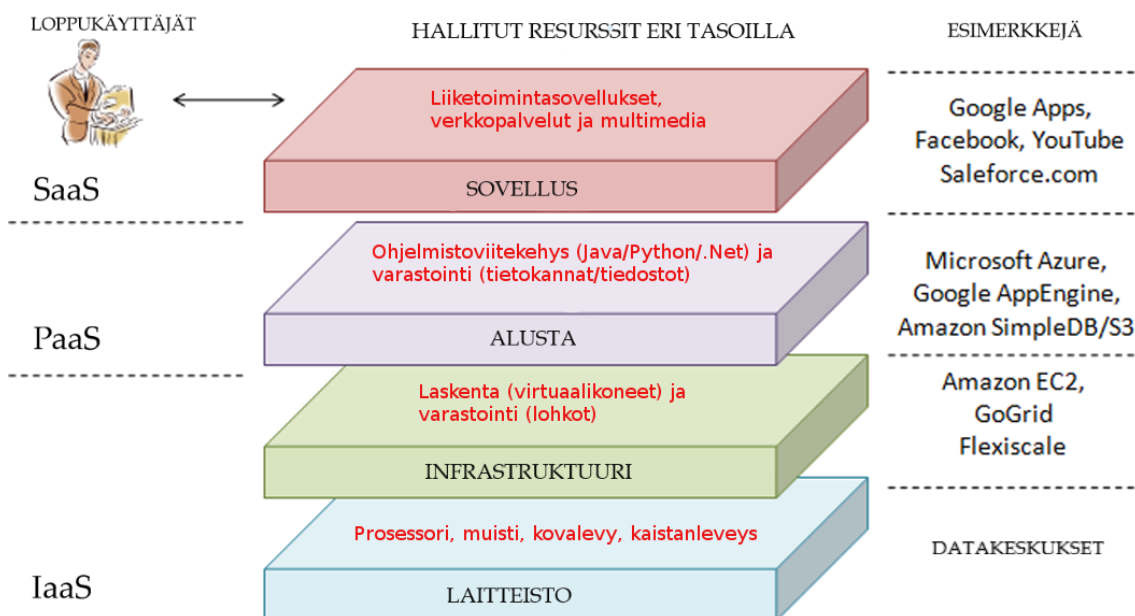 LOPPUKÄYTTÄJÄT
HALLITUT RESURSSIT ERI TASOILLA
ESIMERKKEJÄ
Liiketoimintasovellukset,
verkkopalvelut ja multimedia
SOVELLUS
SaaS
Google Apps,
Facebook, YouTube
Saleforce.com
Ohjelmistoviitekehys (Java/Python/.Net) ja
varastointi (tietokannat/tiedostot)
ALUSTA
PaaS
Microsoft Azure,
Google AppEngine,
Amazon SimpleDB/S3
Laskenta (virtuaalikoneet) ja
varastointi (lohkot)
INFRASTRUKTUURI
Amazon EC2,
GoGrid
Flexiscale
Prosessori, muisti, kovalevy, kaistanleveys
LAITTEISTO
IaaS
DATAKESKUKSET